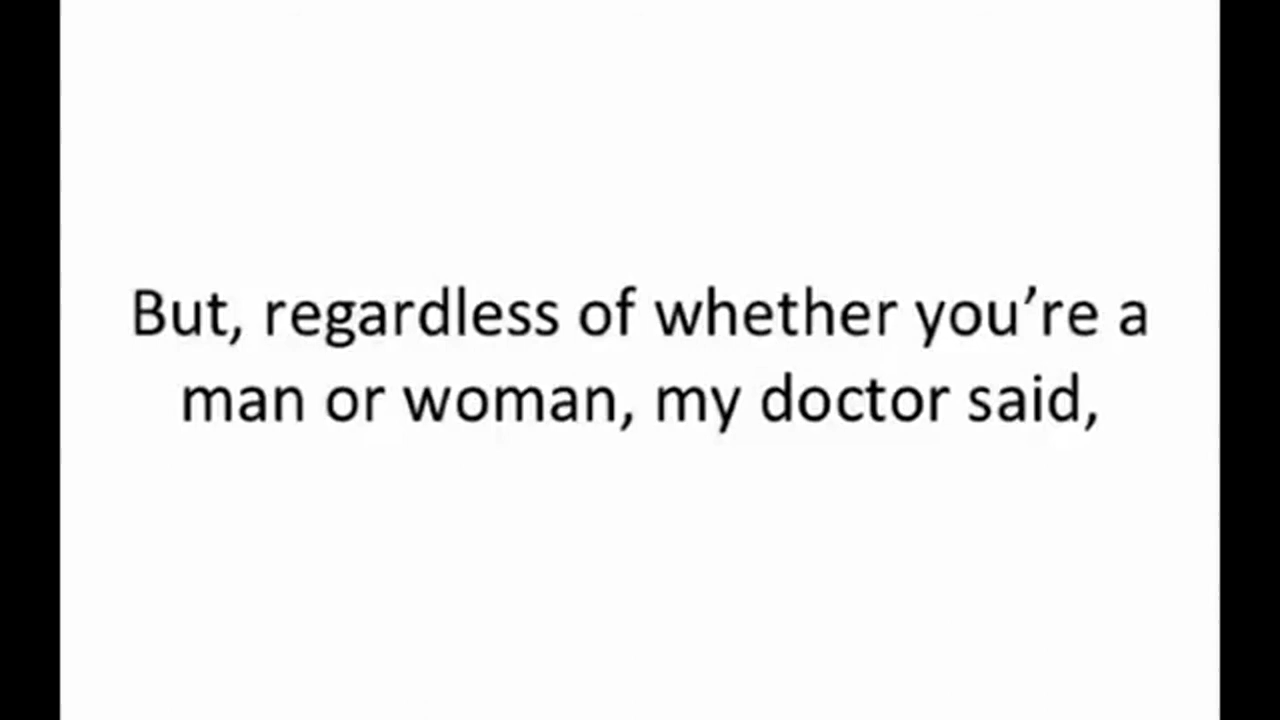 But, regardless of whether you’re a
man or woman, my doctor said,